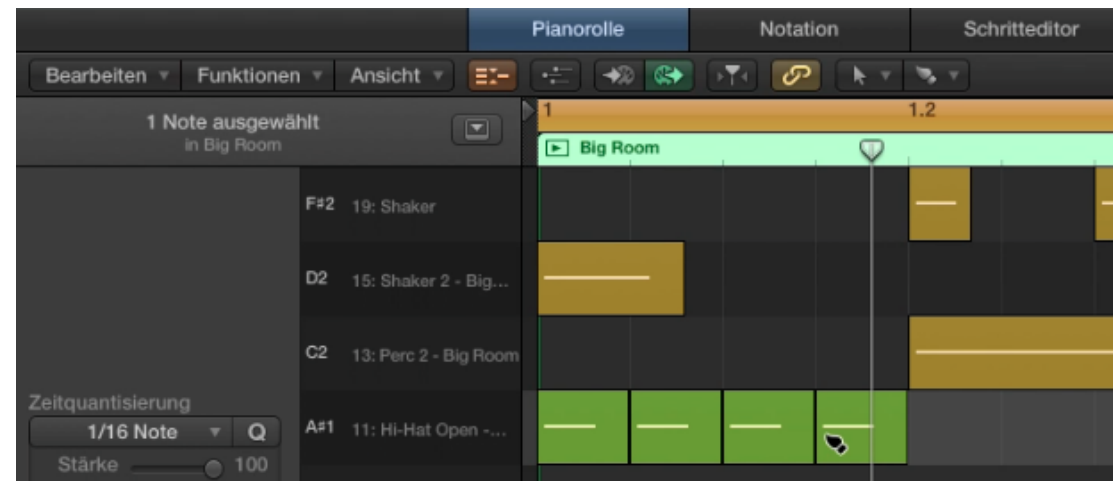 Pianorolle
Notation
Schritteditor
Bearbeiten
Funktionen
Ansicht
1 Note ausgewählt
in Big Room
1
1.2
Big Room
F#2 19: Shaker
D2 15: Shaker 2 - Big...
C2 13: Perc 2 - Big Room
Zeitquantisierung
1/16 Note Q
A#1 11: Hi-Hat Open -...
Stärke 100